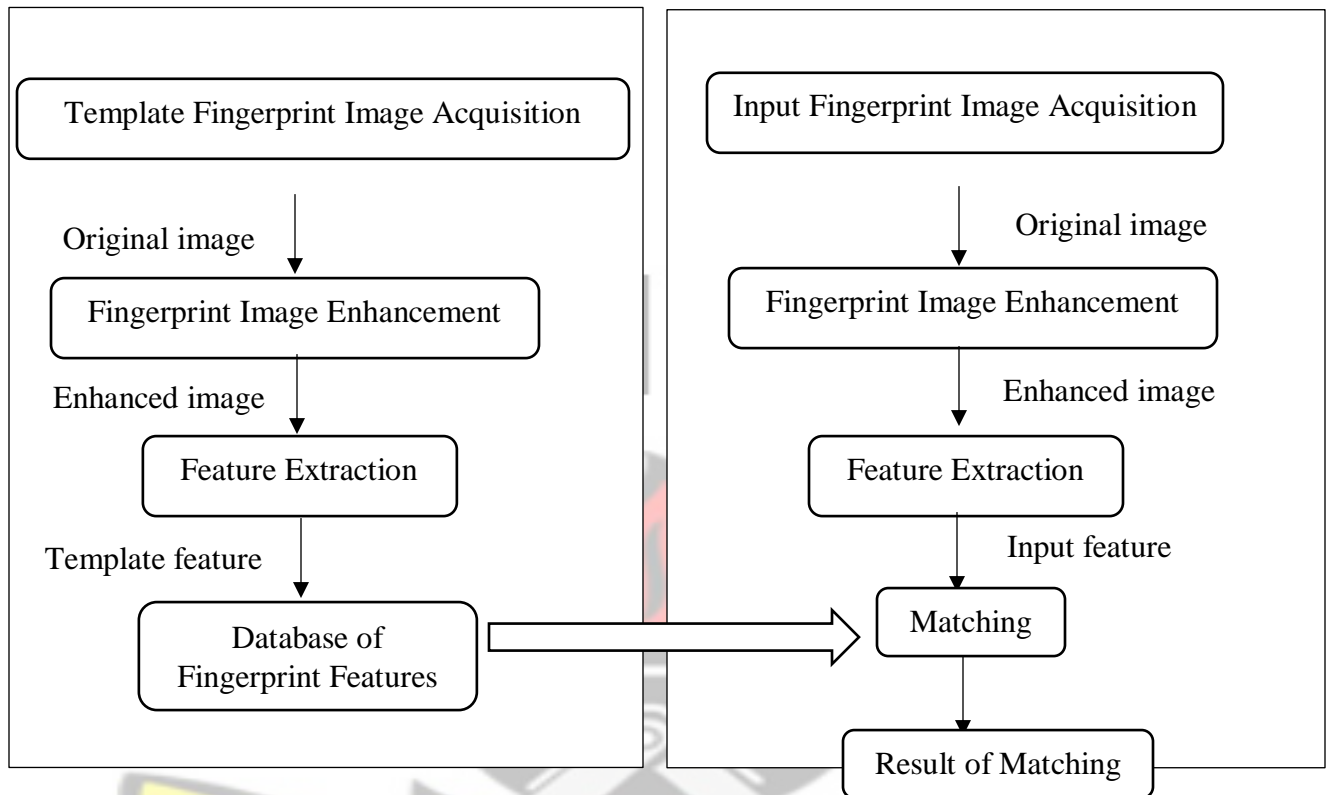 Template Fingerprint Image Acquisition
Original image
Fingerprint Image Enhancement
Enhanced image
Feature Extraction
Template feature
Database of
Fingerprint Features
Input Fingerprint Image Acquisition
Original image
Fingerprint Image Enhancement
Enhanced image
Feature Extraction
Input feature
Matching
Result of Matching